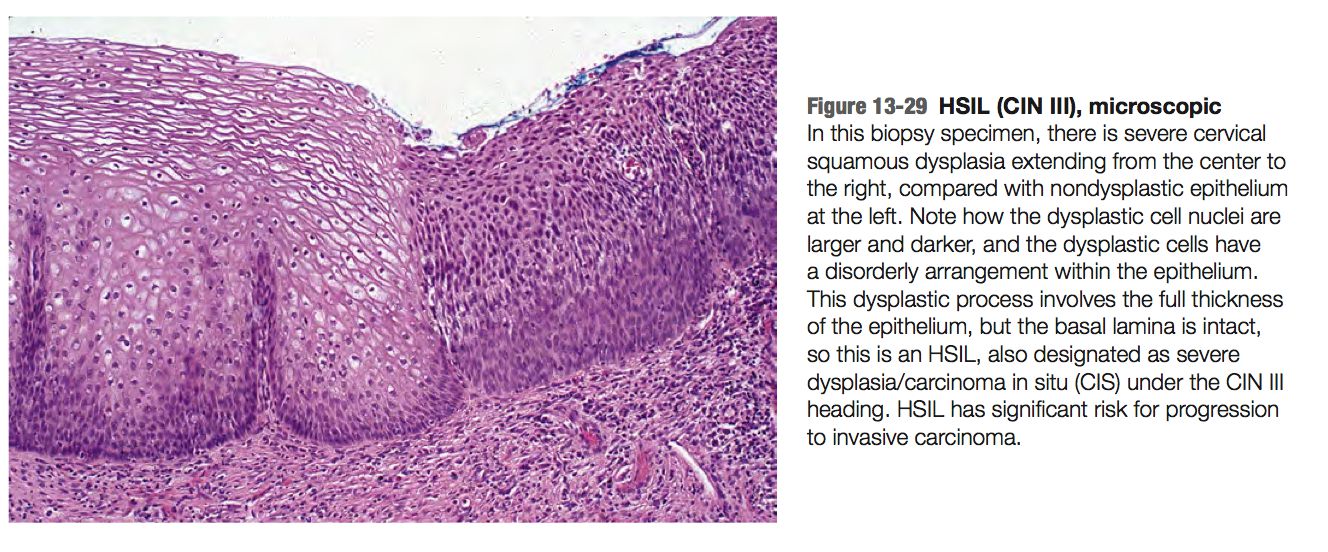 Figure 13-29 HSIL (CIN III), microscopic
In this biopsy specimen, there is severe cervical
squamous dysplasia extending from the center to
the right, compared with nondysplastic epithelium
at the left. Note how the dysplastic cell nuclei are
larger and darker, and the dysplastic cells have
a disorderly arrangement within the epithelium.
This dysplastic process involves the full thickness
of the epithelium, but the basal lamina is intact,
so this is an HSIL, also designated as severe
dysplasia/carcinoma in situ (CIS) under the CIN III
heading. HSIL has significant risk for progression
to invasive carcinoma.